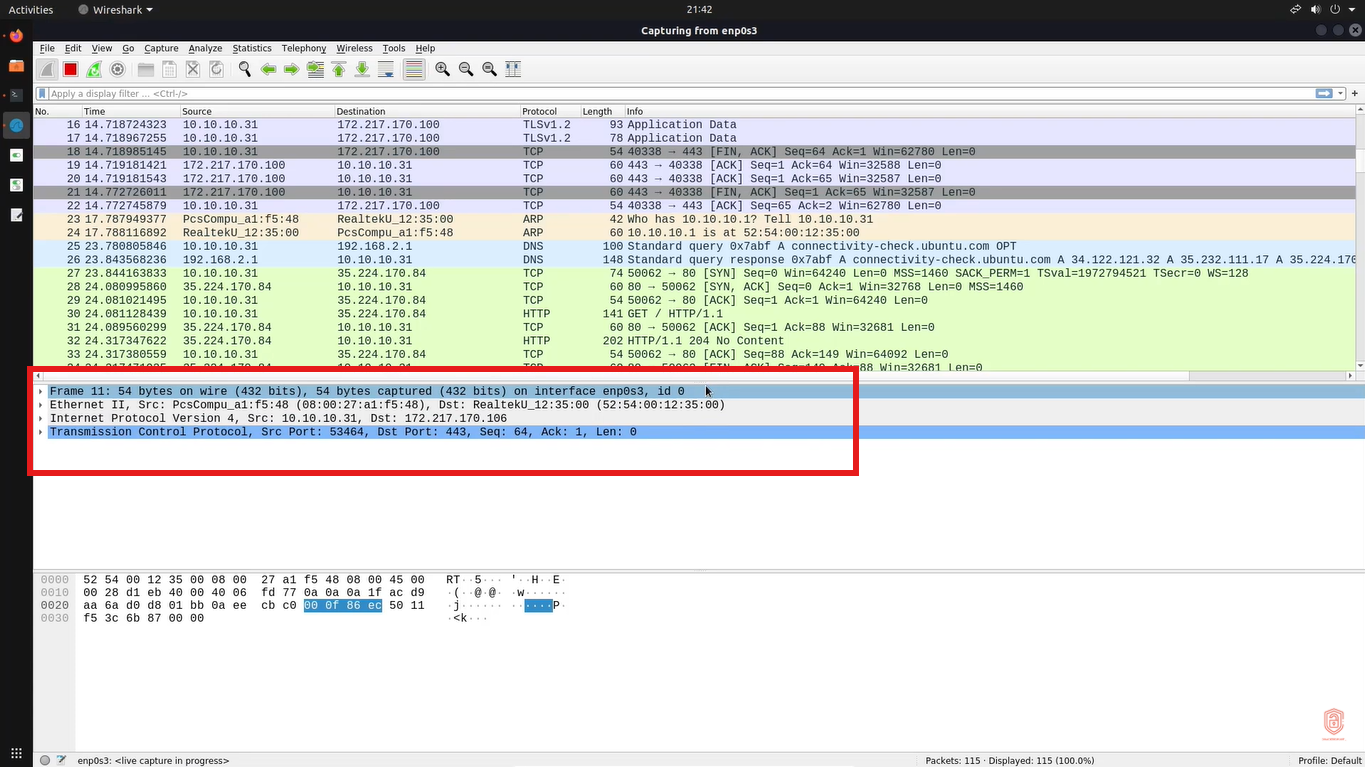 Activities Wireshark 21:42
Capturing from enp0s3
File Edit View Go Capture Analyze Statistics Telephony Wireless Tools Help
Apply a display filter ... <Ctrl-/>
No. Time Source Destination Protocol Length Info
16 14.718724323 10.10.10.31 172.217.170.100 TLSv1.2 93 Application Data
17 14.718967255 10.10.10.31 172.217.170.100 TLSv1.2 78 Application Data
18 14.718985145 10.10.10.31 172.217.170.100 TCP 54 40338 → 443 [FIN, ACK] Seq=64 Ack=1 Win=62780 Len=0
19 14.719181421 172.217.170.100 10.10.10.31 TCP 60 443 → 40338 [ACK] Seq=1 Ack=64 Win=32588 Len=0
20 14.719181543 172.217.170.100 10.10.10.31 TCP 60 443 → 40338 [ACK] Seq=1 Ack=65 Win=32587 Len=0
21 14.772726011 172.217.170.100 10.10.10.31 TCP 60 443 → 40338 [FIN, ACK] Seq=1 Ack=65 Win=32587 Len=0
22 14.772745879 10.10.10.31 172.217.170.100 TCP 54 40338 → 443 [ACK] Seq=65 Ack=2 Win=62780 Len=0
23 17.787949377 PcsCompu_a1:f5:48 RealtekU_12:35:00 ARP 42 Who has 10.10.10.1? Tell 10.10.10.31
24 17.788116892 RealtekU_12:35:00 PcsCompu_a1:f5:48 ARP 60 10.10.10.1 is at 52:54:00:12:35:00
25 23.780805846 10.10.10.31 192.168.2.1 DNS 100 Standard query 0x7abf A connectivity-check.ubuntu.com OPT
26 23.843568236 192.168.2.1 10.10.10.31 DNS 148 Standard query response 0x7abf A connectivity-check.ubuntu.com A 34.122.121.32 A 35.232.111.17 A 35.224.170
27 23.844163833 10.10.10.31 35.224.170.84 TCP 74 50062 → 80 [SYN] Seq=0 Win=64240 Len=0 MSS=1460 SACK_PERM=1 TSval=1972794521 TSecr=0 WS=128
28 24.080995860 35.224.170.84 10.10.10.31 TCP 60 80 → 50062 [SYN, ACK] Seq=0 Ack=1 Win=32768 Len=0 MSS=1460
29 24.081021495 10.10.10.31 35.224.170.84 TCP 54 50062 → 80 [ACK] Seq=1 Ack=1 Win=64240 Len=0
30 24.081128439 10.10.10.31 35.224.170.84 HTTP 141 GET / HTTP/1.1
31 24.089560299 35.224.170.84 10.10.10.31 TCP 60 80 → 50062 [ACK] Seq=1 Ack=88 Win=32681 Len=0
32 24.317347622 35.224.170.84 10.10.10.31 HTTP 202 HTTP/1.1 204 No Content
33 24.317380559 10.10.10.31 35.224.170.84 TCP 54 50062 → 80 [ACK] Seq=88 Ack=149 Win=64092 Len=0
Frame 11: 54 bytes on wire (432 bits), 54 bytes captured (432 bits) on interface enp0s3, id 0
Ethernet II, Src: PcsCompu_a1:f5:48 (08:00:27:a1:f5:48), Dst: RealtekU_12:35:00 (52:54:00:12:35:00)
Internet Protocol Version 4, Src: 10.10.10.31, Dst: 172.217.170.106
Transmission Control Protocol, Src Port: 53464, Dst Port: 443, Seq: 64, Ack: 1, Len: 0
0000 52 54 00 12 35 00 08 00 27 a1 f5 48 08 00 45 00 RT··5··· '··H··E·
0010 00 28 d1 eb 40 00 40 06 fd 77 0a 0a 0a 1f ac d9 ·(··@·@· ·w······
0020 aa 6a d0 d8 01 bb 0a ee cb c0 00 0f 86 ec 50 11 ·j······ ······P·
0030 f5 3c 6b 87 00 00 ·<k···
enp0s3: <live capture in progress> Packets: 115 · Displayed: 115 (100.0%) Profile: Default